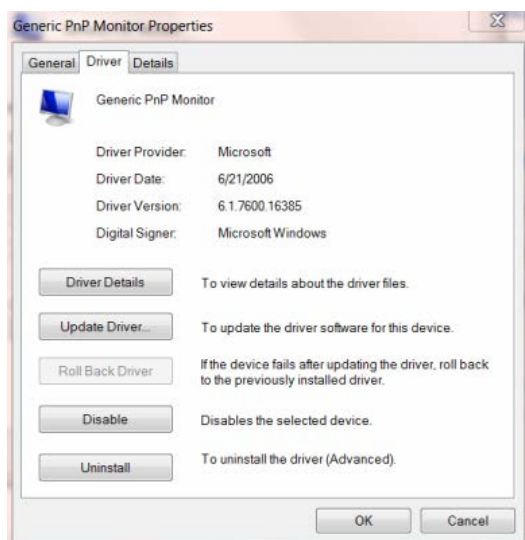 Generic PnP Monitor Properties
General Driver Details
Generic PnP Monitor
Driver Provider: Microsoft
Driver Date: 6/21/2006
Driver Version: 6.1.7600.16385
Digital Signer: Microsoft Windows
Driver Details To view details about the driver files.
Update Driver... To update the driver software for this device.
Roll Back Driver If the device fails after updating the driver, roll back
to the previously installed driver.
Disable Disables the selected device.
Uninstall To uninstall the driver (Advanced).
OK Cancel